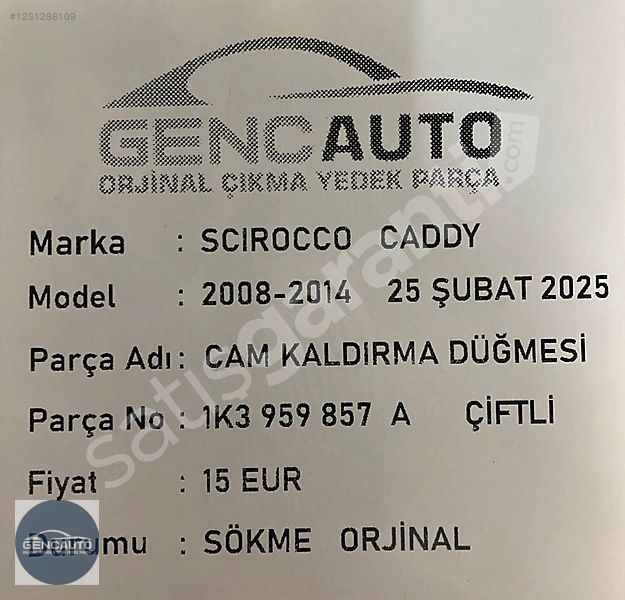 #1231288109
GENCAUTO
ORJİNAL ÇIKMA YEDEK PARÇA
Marka : SCIROCCO CADDY
Model : 2008-2014 25 ŞUBAT 2025
Parça Adı : CAM KALDIRMA DÜĞMESİ
Parça No : 1K3 959 857 A ÇİFTLİ
Fiyat : 15 EUR
Durumu : SÖKME ORJİNAL
satışgaranti.com
GENCAUTO